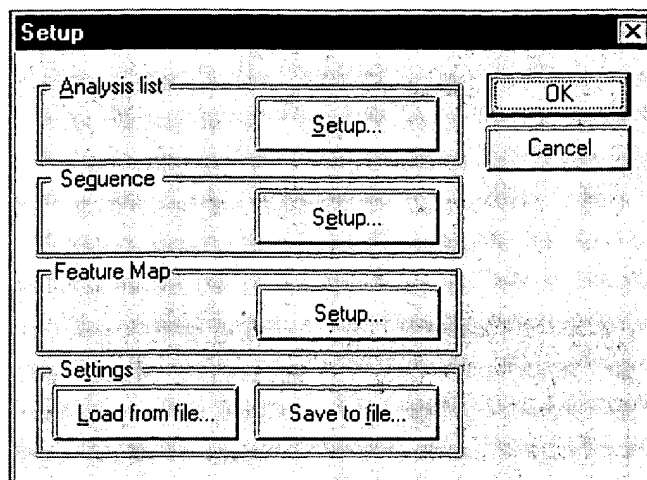 Setup
Analysis list
Setup...
OK
Cancel
Sequence
Setup...
Feature Map
Setup...
Settings
Load from file...
Save to file...